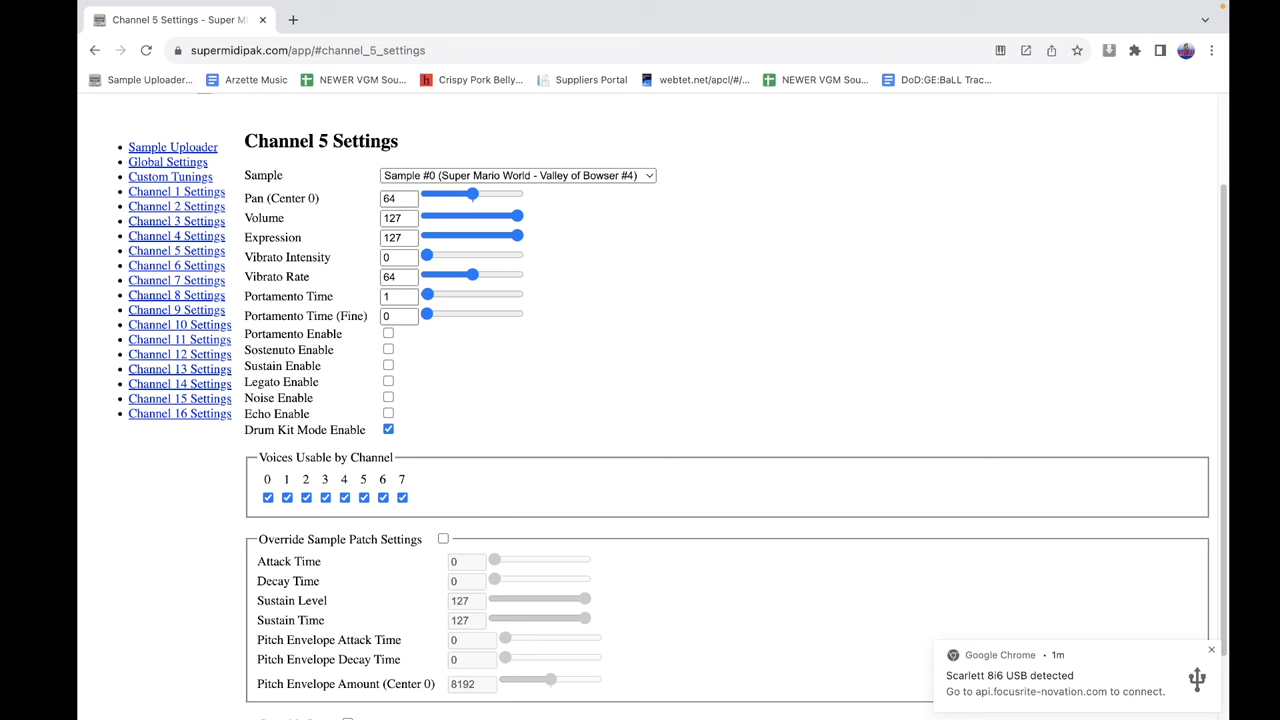 Channel 5 Settings - Super M
supermidipak.com/app/#channel_5_settings
Sample Uploader... Arzette Music NEWER VGM Sou... Crispy Pork Belly... Suppliers Portal webtet.net/apcl/#/... NEWER VGM Sou... DoD:GE:BaLL Trac...
Sample Uploader
Global Settings
Custom Tunings
Channel 1 Settings
Channel 2 Settings
Channel 3 Settings
Channel 4 Settings
Channel 5 Settings
Channel 6 Settings
Channel 7 Settings
Channel 8 Settings
Channel 9 Settings
Channel 10 Settings
Channel 11 Settings
Channel 12 Settings
Channel 13 Settings
Channel 14 Settings
Channel 15 Settings
Channel 16 Settings
Channel 5 Settings
Sample Sample #0 (Super Mario World - Valley of Bowser #4)
Pan (Center 0) 64
Volume 127
Expression 127
Vibrato Intensity 0
Vibrato Rate 64
Portamento Time 1
Portamento Time (Fine) 0
Portamento Enable
Sostenuto Enable
Sustain Enable
Legato Enable
Noise Enable
Echo Enable
Drum Kit Mode Enable
Voices Usable by Channel
0 1 2 3 4 5 6 7
Override Sample Patch Settings
Attack Time 0
Decay Time 0
Sustain Level 127
Sustain Time 127
Pitch Envelope Attack Time 0
Pitch Envelope Decay Time 0
Pitch Envelope Amount (Center 0) 8192
Google Chrome • 1m
Scarlett 8i6 USB detected
Go to api.focusrite-novation.com to connect.